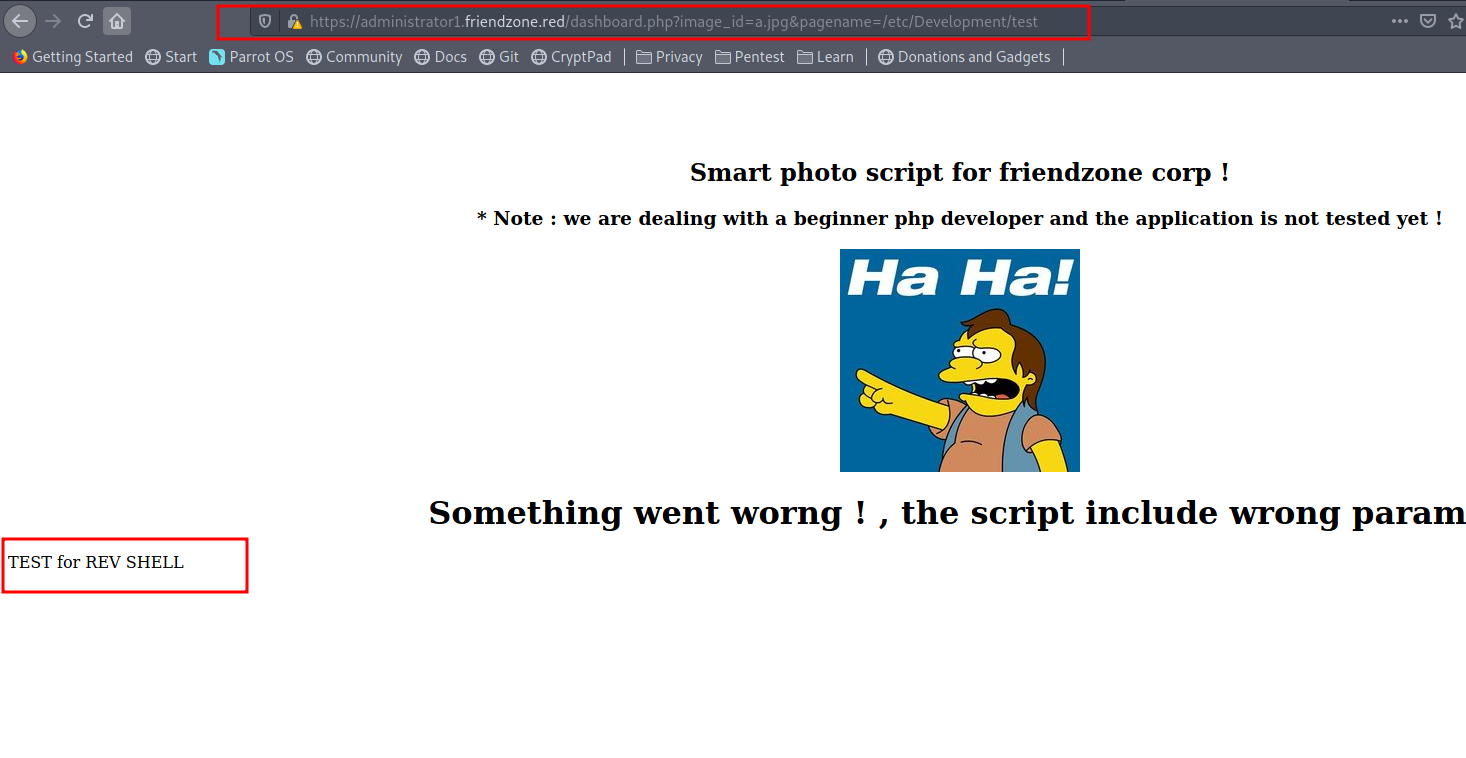 https://administrator1.friendzone.red/dashboard.php?image_id=a.jpg&pagename=/etc/Development/test
Getting Started Start Parrot OS Community Docs Git CryptPad Privacy Pentest Learn Donations and Gadgets
Smart photo script for friendzone corp !
* Note : we are dealing with a beginner php developer and the application is not tested yet !
Ha Ha!
Something went worng ! , the script include wrong param
TEST for REV SHELL